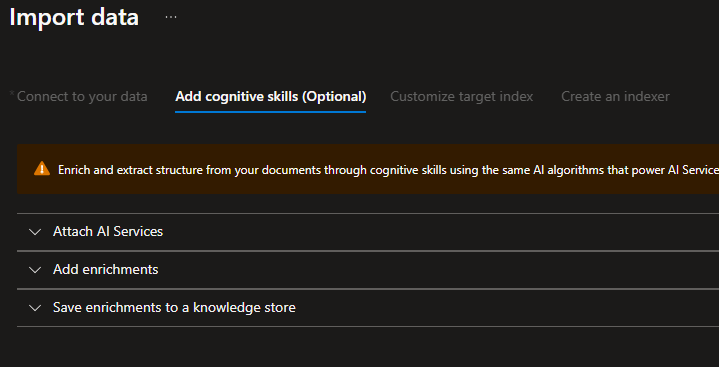 Import data ...
* Connect to your data Add cognitive skills (Optional) Customize target index Create an indexer
Enrich and extract structure from your documents through cognitive skills using the same AI algorithms that power AI Service
Attach AI Services
Add enrichments
Save enrichments to a knowledge store